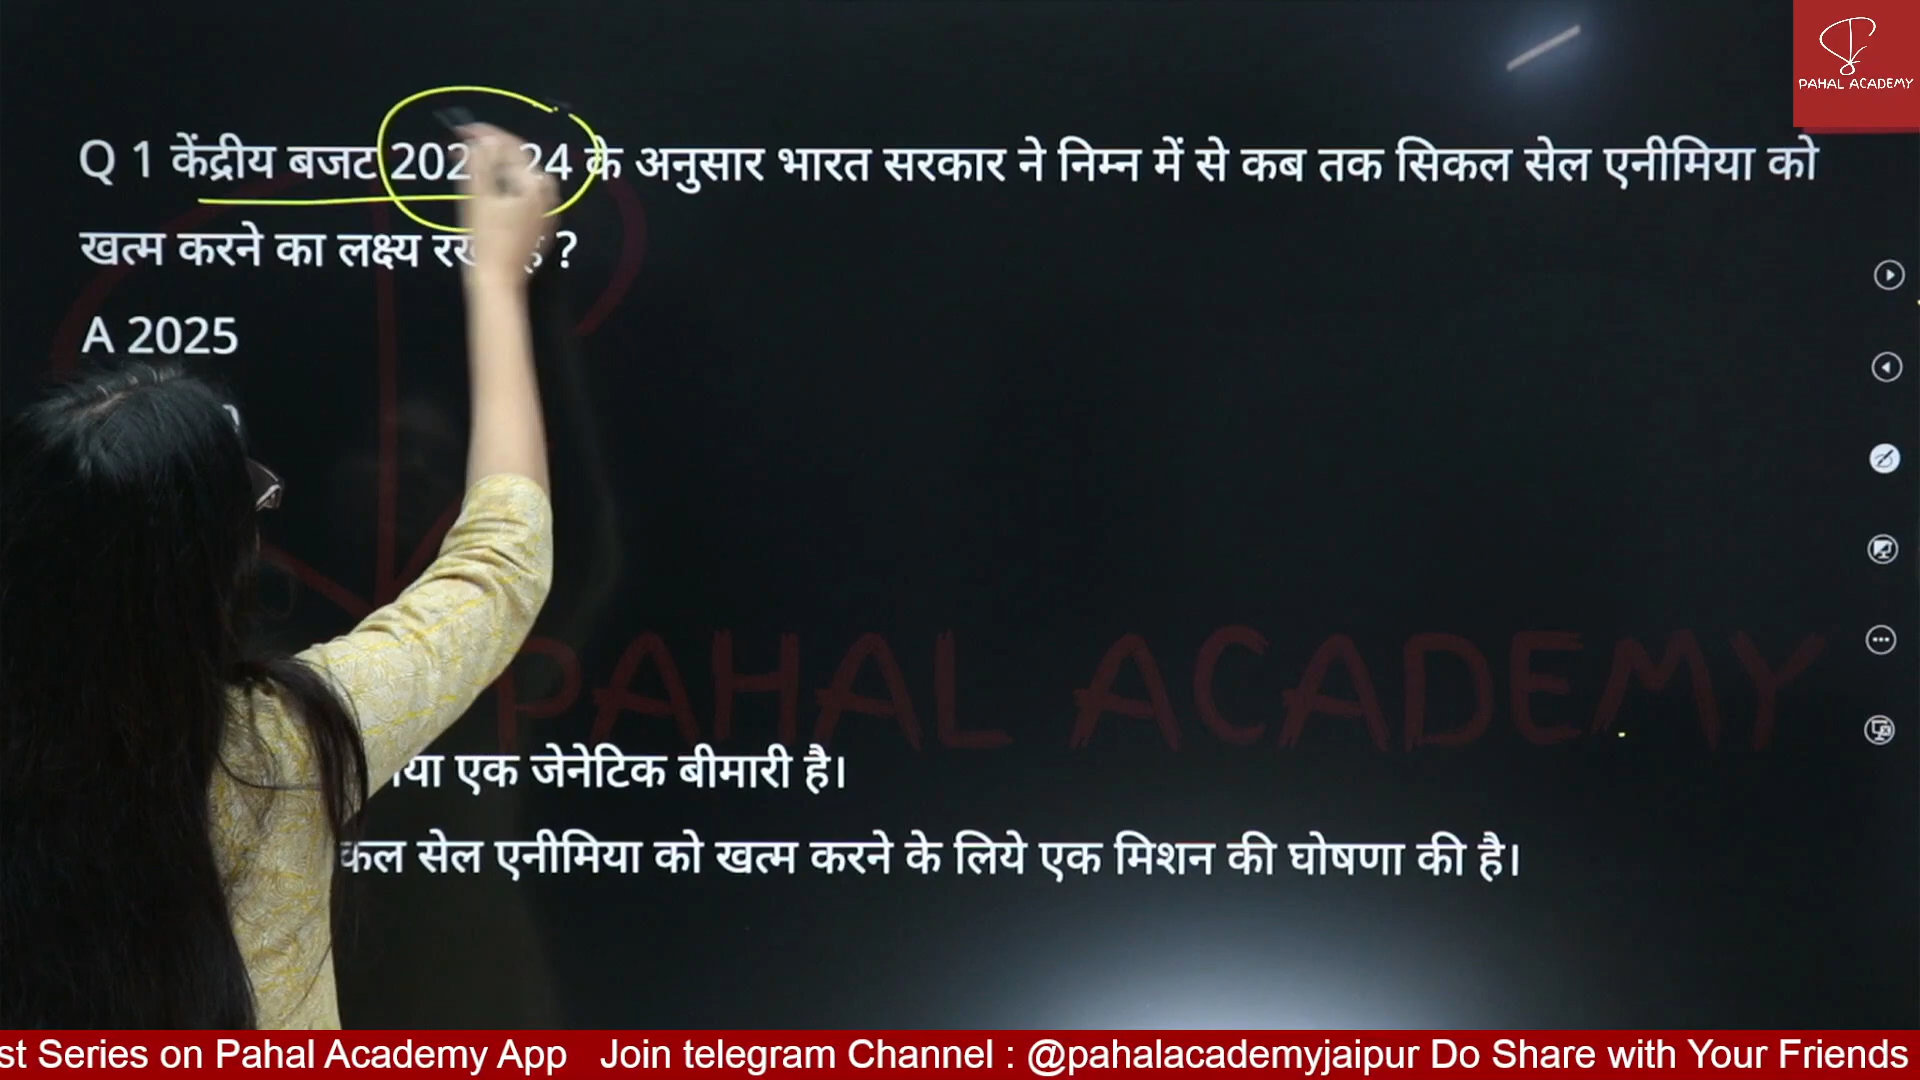 PAHAL ACADEMY
Q 1 केंद्रीय बजट 24 के अनुसार भारत सरकार ने निम्न में से कब तक सिकल सेल एनीमिया को
खत्म करने का लक्ष्य ?
A 2025
PAHAL ACADEMY
एक जेनेटिक बीमारी है।
सेल एनीमिया को खत्म करने के लिये एक मिशन की घोषणा की है।
Series on Pahal Academy App Join telegram Channel : @pahalacademyjaipur Do Share with Your Friends